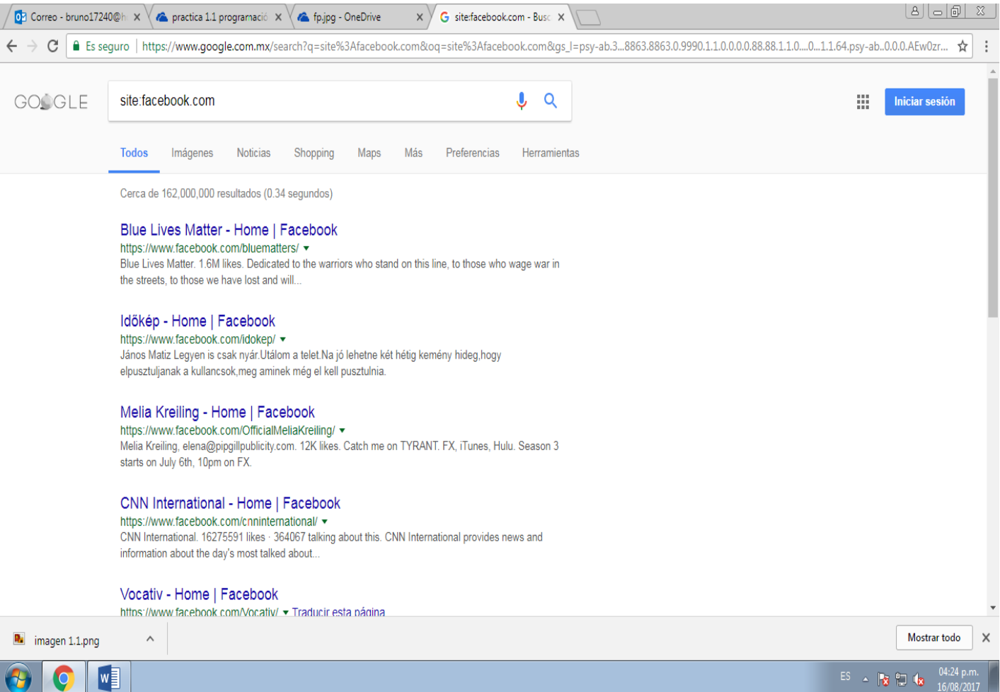 Correo - bruno17240@h
practica 1.1 programació
fp.jpg - OneDrive
site:facebook.com - Busc
Es seguro | https://www.google.com.mx/search?q=site%3Afacebook.com&oq=site%3Afacebook.com&gs_l=psy-ab.3...8863.8863.0.9990.1.1.0.0.0.0.88.88.1.1.0....0...1.1.64.psy-ab..0.0.0.AEw0zr...
GOOGLE
site:facebook.com
Iniciar sesión
Todos Imágenes Noticias Shopping Maps Más Preferencias Herramientas
Cerca de 162,000,000 resultados (0.34 segundos)
Blue Lives Matter - Home | Facebook
https://www.facebook.com/bluematters/
Blue Lives Matter. 1.6M likes. Dedicated to the warriors who stand on this line, to those who wage war in
the streets, to those we have lost and will...
Időkép - Home | Facebook
https://www.facebook.com/idokep/
János Matiz Legyen is csak nyár.Utálom a telet.Na jó lehetne két hétig kemény hideg,hogy
elpusztuljanak a kullancsok,meg aminek még el kell pusztulnia.
Melia Kreiling - Home | Facebook
https://www.facebook.com/OfficialMeliaKreiling/
Melia Kreiling, elena@pipgillpublicity.com. 12K likes. Catch me on TYRANT. FX, iTunes, Hulu. Season 3
starts on July 6th, 10pm on FX.
CNN International - Home | Facebook
https://www.facebook.com/cnninternational/
CNN International. 16275591 likes · 364067 talking about this. CNN International provides news and
information about the day's most talked about...
Vocativ - Home | Facebook
https://www.facebook.com/Vocativ/ Traducir esta página
imagen 1.1.png
Mostrar todo
ES
04:24 p.m.
16/08/2017